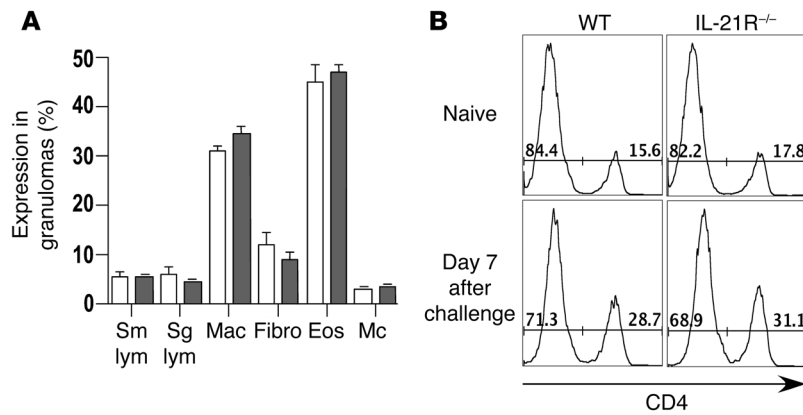 A
Expression in
granulomas (%)
50
40
30
20
10
0
Sm
lym
Sg
lym
Mac
Fibro
Eos
Mc
B
WT
IL-21R–/–
Naive
84.4
15.6
82.2
17.8
Day 7
after
challenge
71.3
28.7
68.9
31.1
CD4